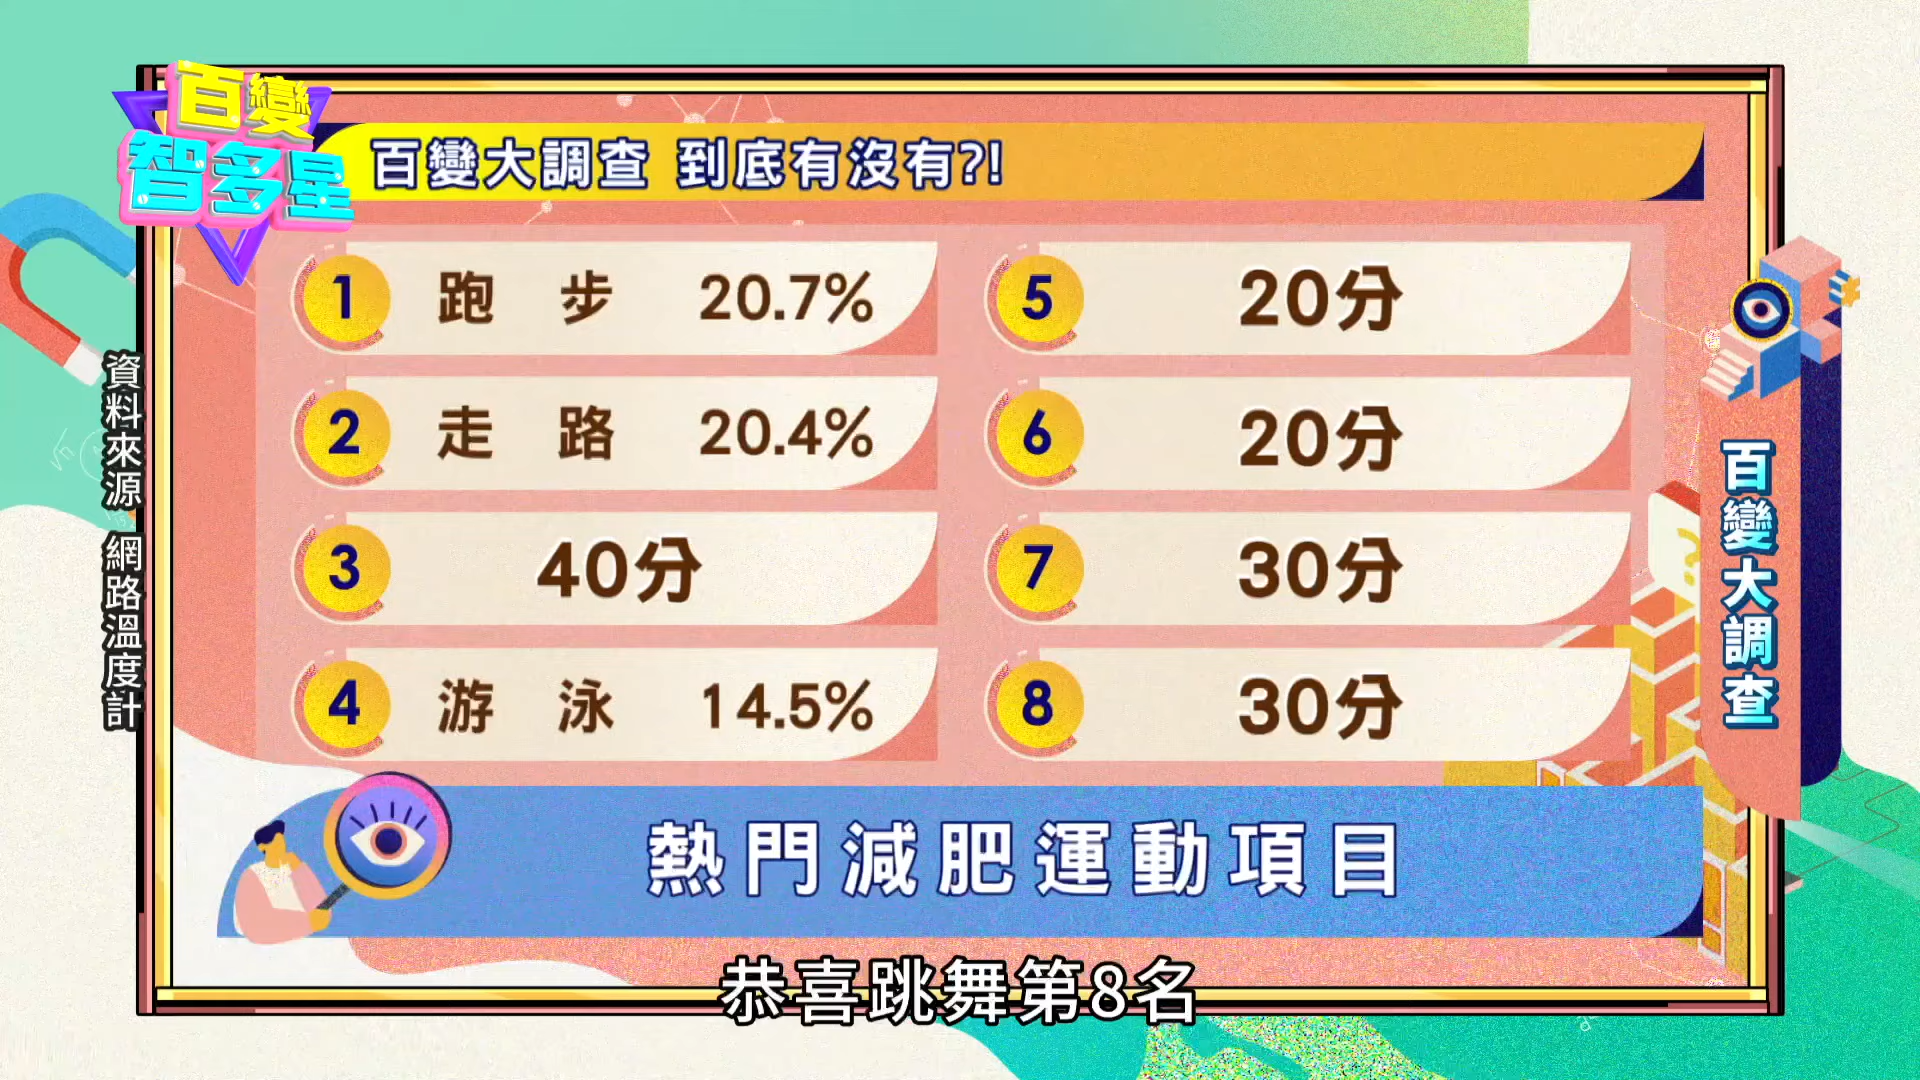 百變
智多星
百變大調查 到底有沒有?!
1 跑步 20.7%
2 走路 20.4%
3 40分
4 游泳 14.5%
5 20分
6 20分
7 30分
8 30分
熱門減肥運動項目
資料來源 網路溫度計
百變大調查
恭喜跳舞第8名